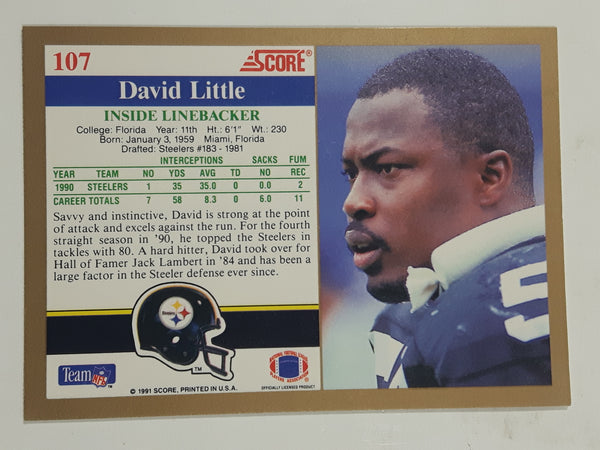 107 SCORE®
David Little
INSIDE LINEBACKER
College: Florida Year: 11th Ht.: 6'1" Wt.: 230
Born: January 3, 1959 Miami, Florida
Drafted: Steelers #183 - 1981
INTERCEPTIONS SACKS FUM
YEAR TEAM NO YDS AVG TD NO REC
1990 STEELERS 1 35 35.0 0 0.0 2
CAREER TOTALS 7 58 8.3 0 6.0 11
Savvy and instinctive, David is strong at the point
of attack and excels against the run. For the fourth
straight season in '90, he topped the Steelers in
tackles with 80. A hard hitter, David took over for
Hall of Famer Jack Lambert in '84 and has been a
large factor in the Steeler defense ever since.
Steelers
TM
Team NFL
© 1991 SCORE, PRINTED IN U.S.A.
OFFICIALLY LICENSED PRODUCT
5